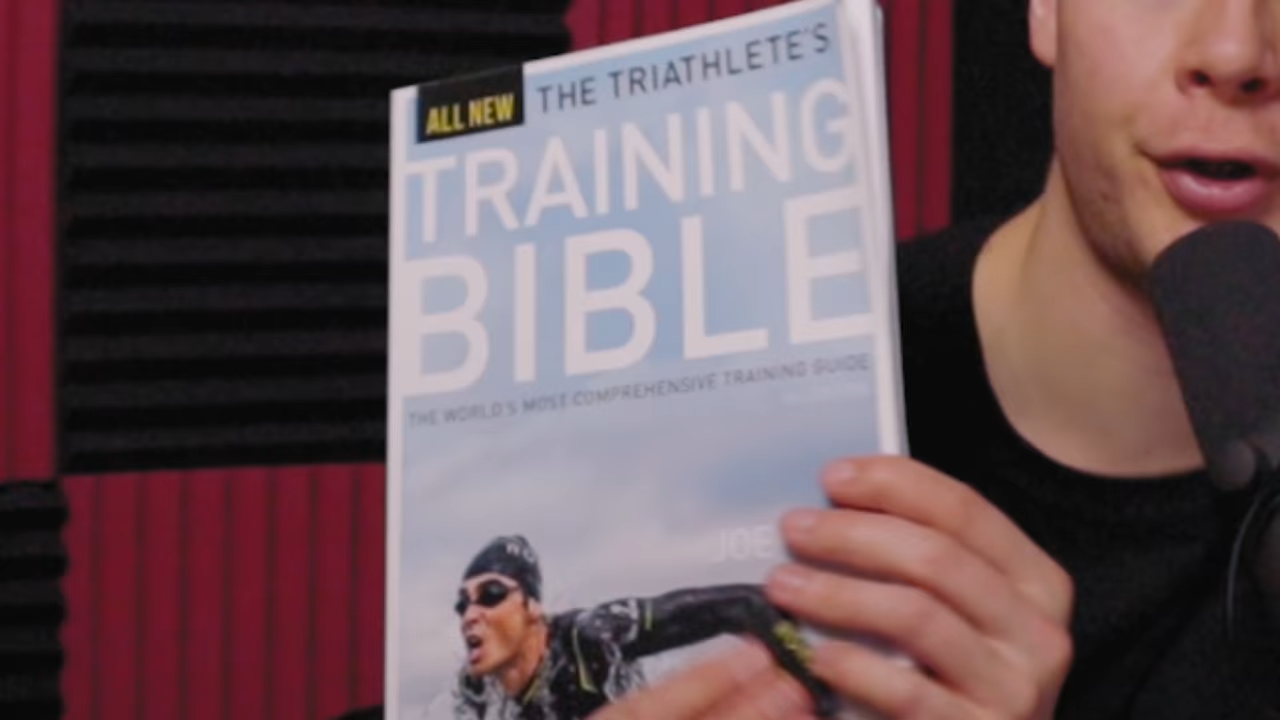 ALL NEW
THE TRIATHLETE'S
TRAINING
BIBLE
THE WORLD'S MOST COMPREHENSIVE TRAINING GUIDE
JOE